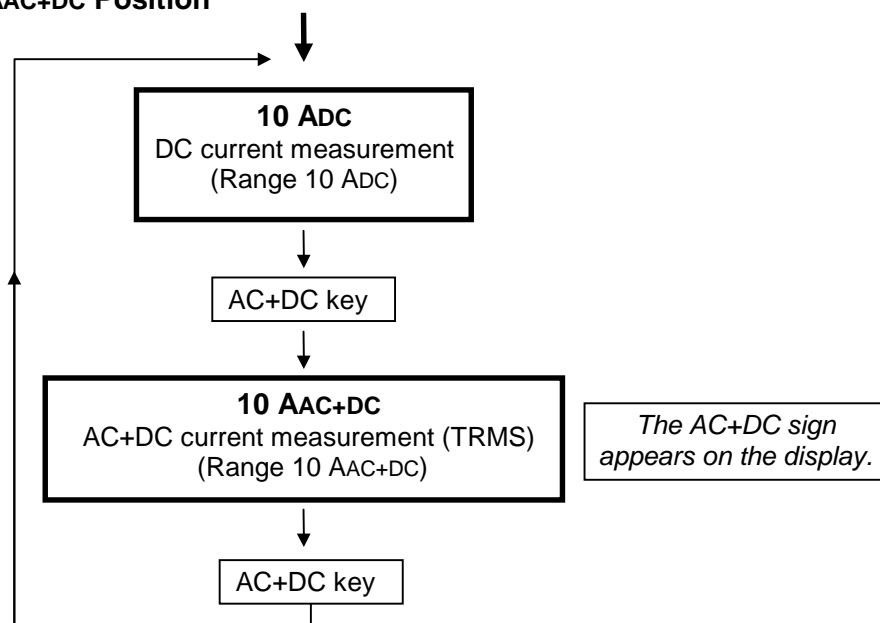 AAC+DC Position
10 ADC
DC current measurement
(Range 10 ADC)
AC+DC key
10 AAC+DC
AC+DC current measurement (TRMS)
(Range 10 AAC+DC)
The AC+DC sign
appears on the display.
AC+DC key